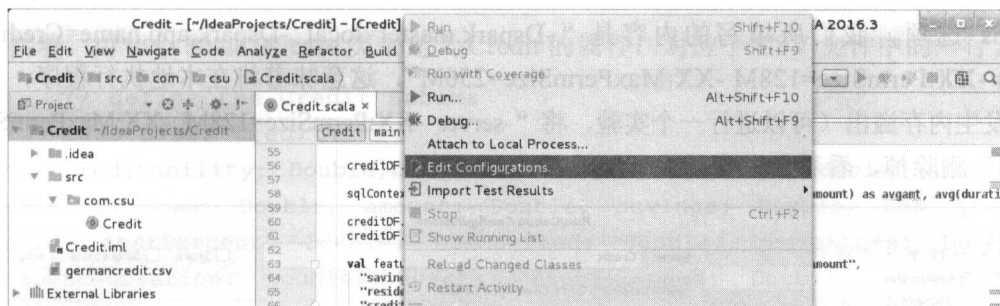 Credit – [~/IdeaProjects/Credit] – [Credit]
A 2016.3
File Edit View Navigate Code Analyze Refactor Build
Credit src com csu Credit.scala
Project
Credit.scala ×
Credit ~/IdeaProjects/Credit
.idea
src
com.csu
Credit
Credit.iml
germancredit.csv
External Libraries
Credit main
55
56 creditDF.
57
58 sqlContex
59
60 creditDF.
61 creditDF.
62
63 val featu
64 "saving
65 "reside
66 "credit
Run Shift+F10
Debug Shift+F9
Run with Coverage
Run... Alt+Shift+F10
Debug... Alt+Shift+F9
Attach to Local Process...
Edit Configurations...
Import Test Results
Stop Ctrl+F2
Show Running List
Reload Changed Classes
Restart Activity
amount) as avgamt, avg(durati
amount",